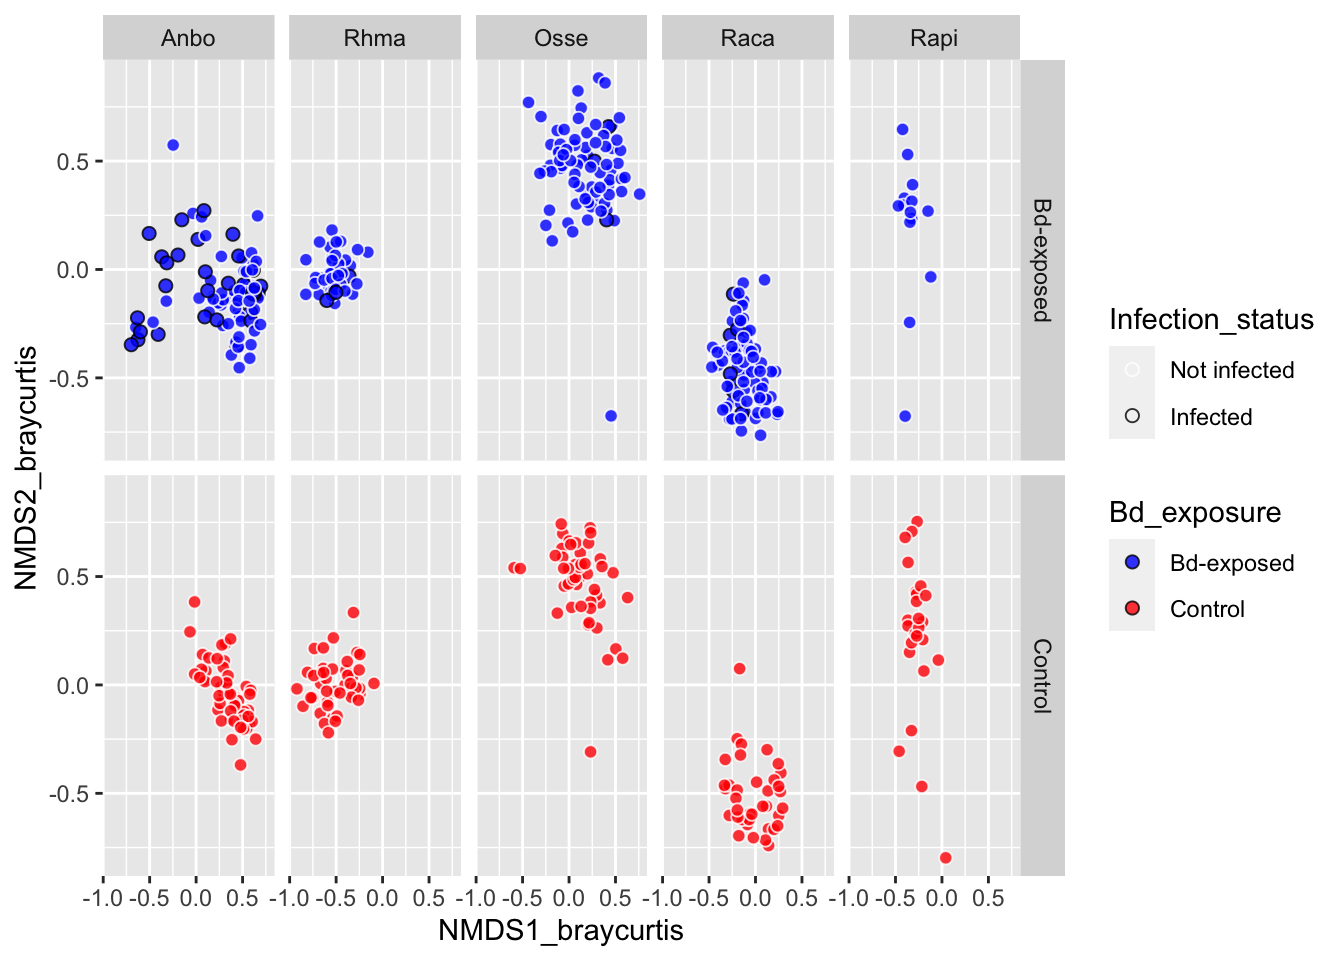 Anbo Rhma Osse Raca Rapi
0.5
0.0
-0.5
Bd-exposed
0.5
0.0
-0.5
Control
-1.0 -0.5 0.0 0.5 -1.0 -0.5 0.0 0.5 -1.0 -0.5 0.0 0.5 -1.0 -0.5 0.0 0.5 -1.0 -0.5 0.0 0.5
NMDS1_braycurtis
NMDS2_braycurtis
Infection_status
Not infected
Infected
Bd_exposure
Bd-exposed
Control